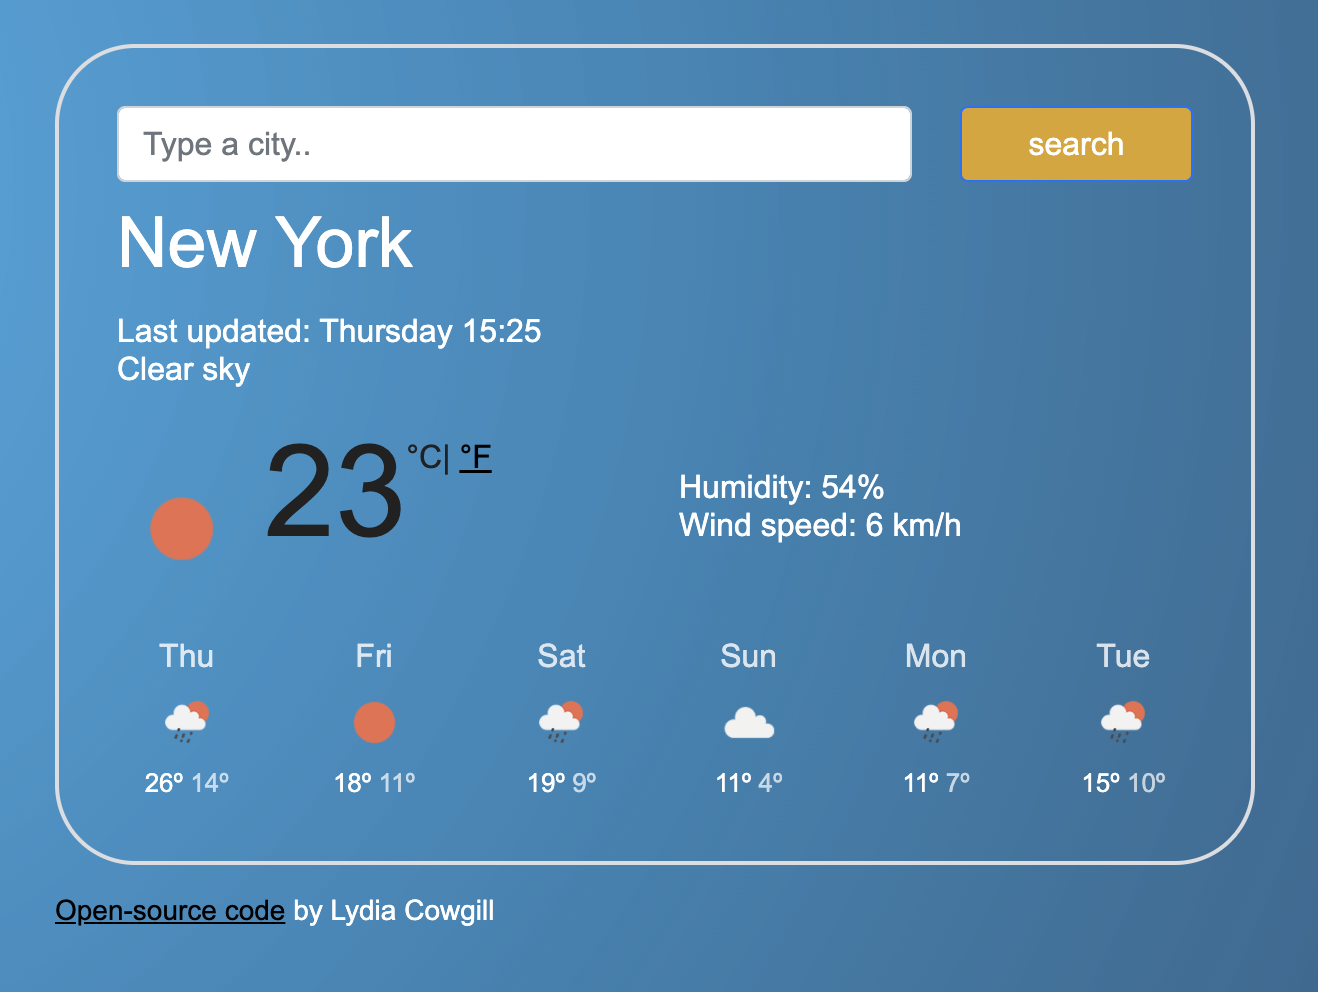 Type a city..
search
New York
Last updated: Thursday 15:25
Clear sky
23 °C| °F
Humidity: 54%
Wind speed: 6 km/h
Thu Fri Sat Sun Mon Tue
26º 14º 18º 11º 19º 9º 11º 4º 11º 7º 15º 10º
Open-source code by Lydia Cowgill